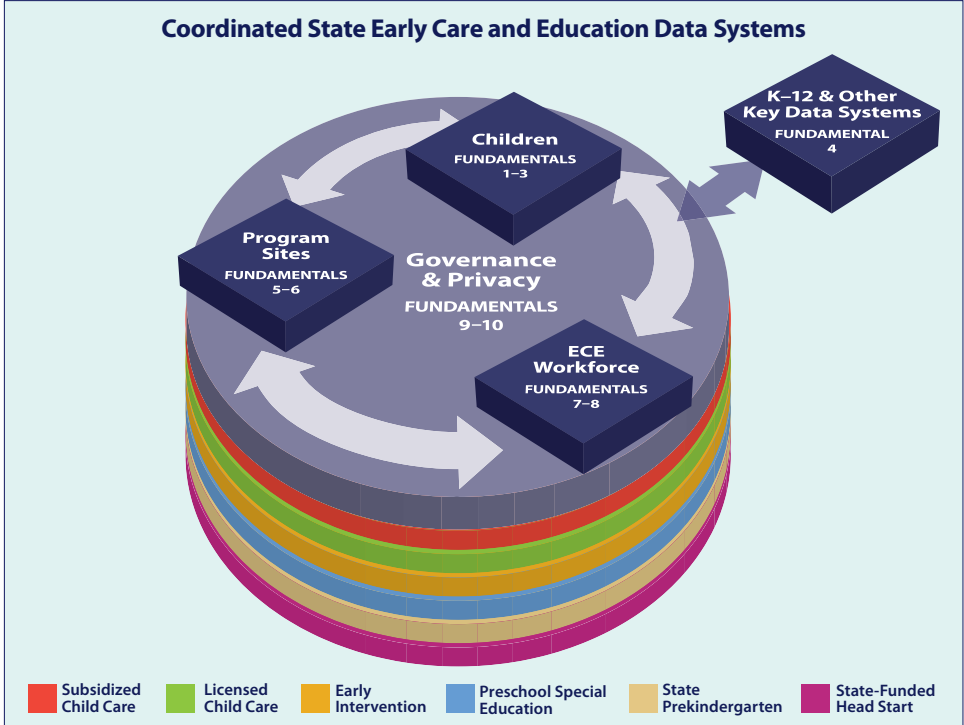 Coordinated State Early Care and Education Data Systems
K–12 & Other
Key Data Systems
FUNDAMENTAL
4
Children
FUNDAMENTALS
1–3
Program
Sites
FUNDAMENTALS
5–6
Governance
& Privacy
FUNDAMENTALS
9–10
ECE
Workforce
FUNDAMENTALS
7–8
Subsidized
Child Care
Licensed
Child Care
Early
Intervention
Preschool Special
Education
State
Prekindergarten
State-Funded
Head Start